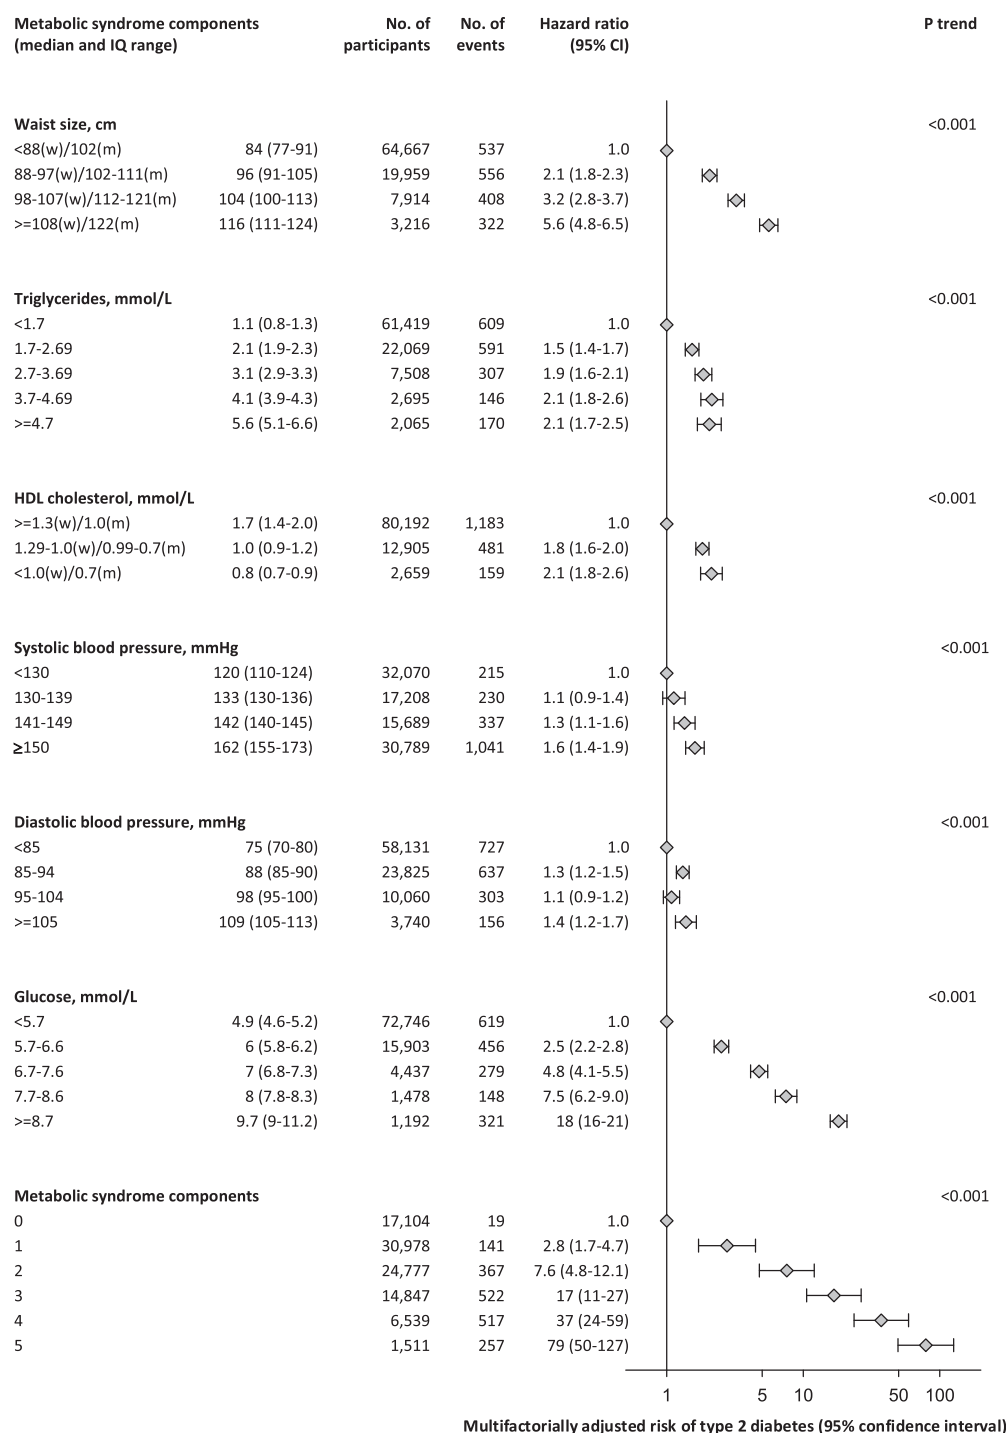 Metabolic syndrome components No. of No. of Hazard ratio P trend
(median and IQ range) participants events (95% CI)
Waist size, cm <0.001
<88(w)/102(m) 84 (77-91) 64,667 537 1.0
88-97(w)/102-111(m) 96 (91-105) 19,959 556 2.1 (1.8-2.3)
98-107(w)/112-121(m) 104 (100-113) 7,914 408 3.2 (2.8-3.7)
>=108(w)/122(m) 116 (111-124) 3,216 322 5.6 (4.8-6.5)
Triglycerides, mmol/L <0.001
<1.7 1.1 (0.8-1.3) 61,419 609 1.0
1.7-2.69 2.1 (1.9-2.3) 22,069 591 1.5 (1.4-1.7)
2.7-3.69 3.1 (2.9-3.3) 7,508 307 1.9 (1.6-2.1)
3.7-4.69 4.1 (3.9-4.3) 2,695 146 2.1 (1.8-2.6)
>=4.7 5.6 (5.1-6.6) 2,065 170 2.1 (1.7-2.5)
HDL cholesterol, mmol/L <0.001
>=1.3(w)/1.0(m) 1.7 (1.4-2.0) 80,192 1,183 1.0
1.29-1.0(w)/0.99-0.7(m) 1.0 (0.9-1.2) 12,905 481 1.8 (1.6-2.0)
<1.0(w)/0.7(m) 0.8 (0.7-0.9) 2,659 159 2.1 (1.8-2.6)
Systolic blood pressure, mmHg <0.001
<130 120 (110-124) 32,070 215 1.0
130-139 133 (130-136) 17,208 230 1.1 (0.9-1.4)
141-149 142 (140-145) 15,689 337 1.3 (1.1-1.6)
≥150 162 (155-173) 30,789 1,041 1.6 (1.4-1.9)
Diastolic blood pressure, mmHg <0.001
<85 75 (70-80) 58,131 727 1.0
85-94 88 (85-90) 23,825 637 1.3 (1.2-1.5)
95-104 98 (95-100) 10,060 303 1.1 (0.9-1.2)
>=105 109 (105-113) 3,740 156 1.4 (1.2-1.7)
Glucose, mmol/L <0.001
<5.7 4.9 (4.6-5.2) 72,746 619 1.0
5.7-6.6 6 (5.8-6.2) 15,903 456 2.5 (2.2-2.8)
6.7-7.6 7 (6.8-7.3) 4,437 279 4.8 (4.1-5.5)
7.7-8.6 8 (7.8-8.3) 1,478 148 7.5 (6.2-9.0)
>=8.7 9.7 (9-11.2) 1,192 321 18 (16-21)
Metabolic syndrome components <0.001
0 17,104 19 1.0
1 30,978 141 2.8 (1.7-4.7)
2 24,777 367 7.6 (4.8-12.1)
3 14,847 522 17 (11-27)
4 6,539 517 37 (24-59)
5 1,511 257 79 (50-127)
1 5 10 50 100
Multifactorially adjusted risk of type 2 diabetes (95% confidence interval)